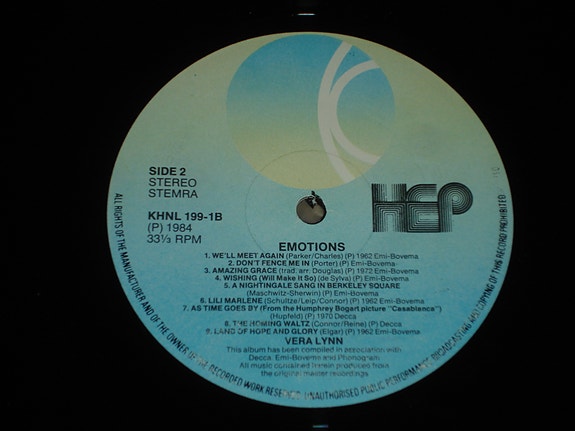 SIDE 2
STEREO
STEMRA
HEP
KHNL 199-1B
(P) 1984
33⅓ RPM
EMOTIONS
1. WE'LL MEET AGAIN (Parker/Charles) (P) 1962 Emi-Bovema
2. DON'T FENCE ME IN (Porter) (P) Emi-Bovema
3. AMAZING GRACE (trad. arr. Douglas) (P) 1972 Emi-Bovema
4. WISHING (Will Make It So) (de Sylva) (P) Emi-Bovema
5. A NIGHTINGALE SANG IN BERKELEY SQUARE
(Maschwitz-Sherwin) (P) Emi-Bovema
6. LILI MARLENE (Schultze/Leip/Connor) (P) 1962 Emi-Bovema
7. AS TIME GOES BY (From the Humphrey Bogart picture "Casablanca")
(Hupfeld) (P) 1970 Decca
8. THE HOMING WALTZ (Connor/Reine) (P) Decca
9. LAND OF HOPE AND GLORY (Elgar) (P) 1962 Emi-Bovema
VERA LYNN
This album has been compiled in association with
Decca, Emi-Bovema and Phonogram
All music contained herein produced from
the original master recordings
ALL RIGHTS OF THE MANUFACTURER AND OF THE OWNER OF THE RECORDED WORK RESERVED. UNAUTHORISED PUBLIC PERFORMANCE, BROADCASTING AND COPYING OF THIS RECORD PROHIBITED